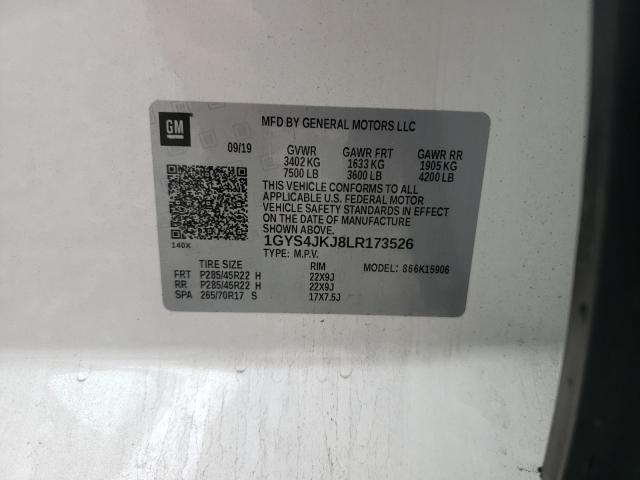 GM
MFD BY GENERAL MOTORS LLC
09/19 GVWR GAWR FRT GAWR RR
3402 KG 1633 KG 1905 KG
7500 LB 3600 LB 4200 LB
THIS VEHICLE CONFORMS TO ALL
APPLICABLE U.S. FEDERAL MOTOR
VEHICLE SAFETY STANDARDS IN EFFECT
ON THE DATE OF MANUFACTURE
SHOWN ABOVE.
140X 1GYS4JKJ8LR173526
TYPE: M.P.V. MODEL: 866K15906
TIRE SIZE RIM
FRT P285/45R22 H 22X9J
RR P285/45R22 H 22X9J
SPA 265/70R17 S 17X7.5J